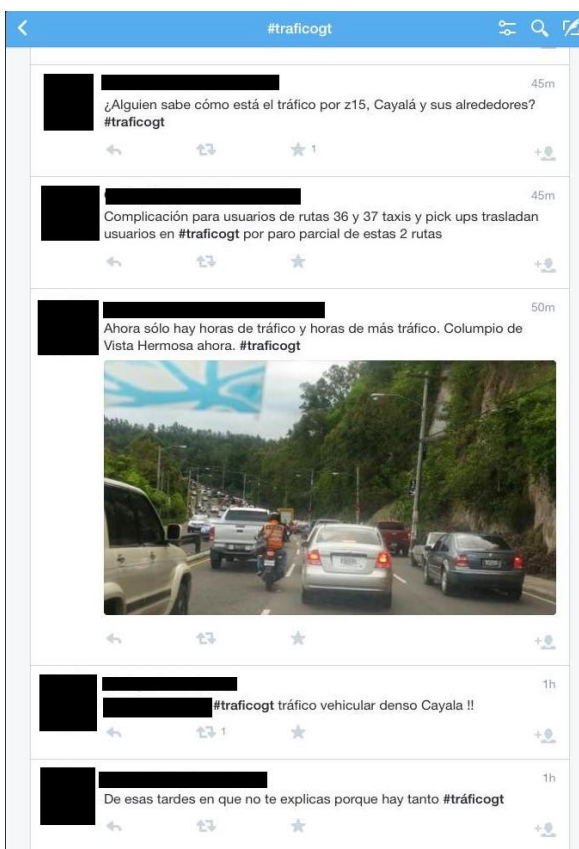 #traficogt
45m
¿Alguien sabe cómo está el tráfico por z15, Cayalá y sus alrededores?
#traficogt
1
45m
Complicación para usuarios de rutas 36 y 37 taxis y pick ups trasladan
usuarios en #traficogt por paro parcial de estas 2 rutas
50m
Ahora sólo hay horas de tráfico y horas de más tráfico. Columpio de
Vista Hermosa ahora. #traficogt
1h
#traficogt tráfico vehicular denso Cayala !!
1
1h
De esas tardes en que no te explicas porque hay tanto #tráficogt